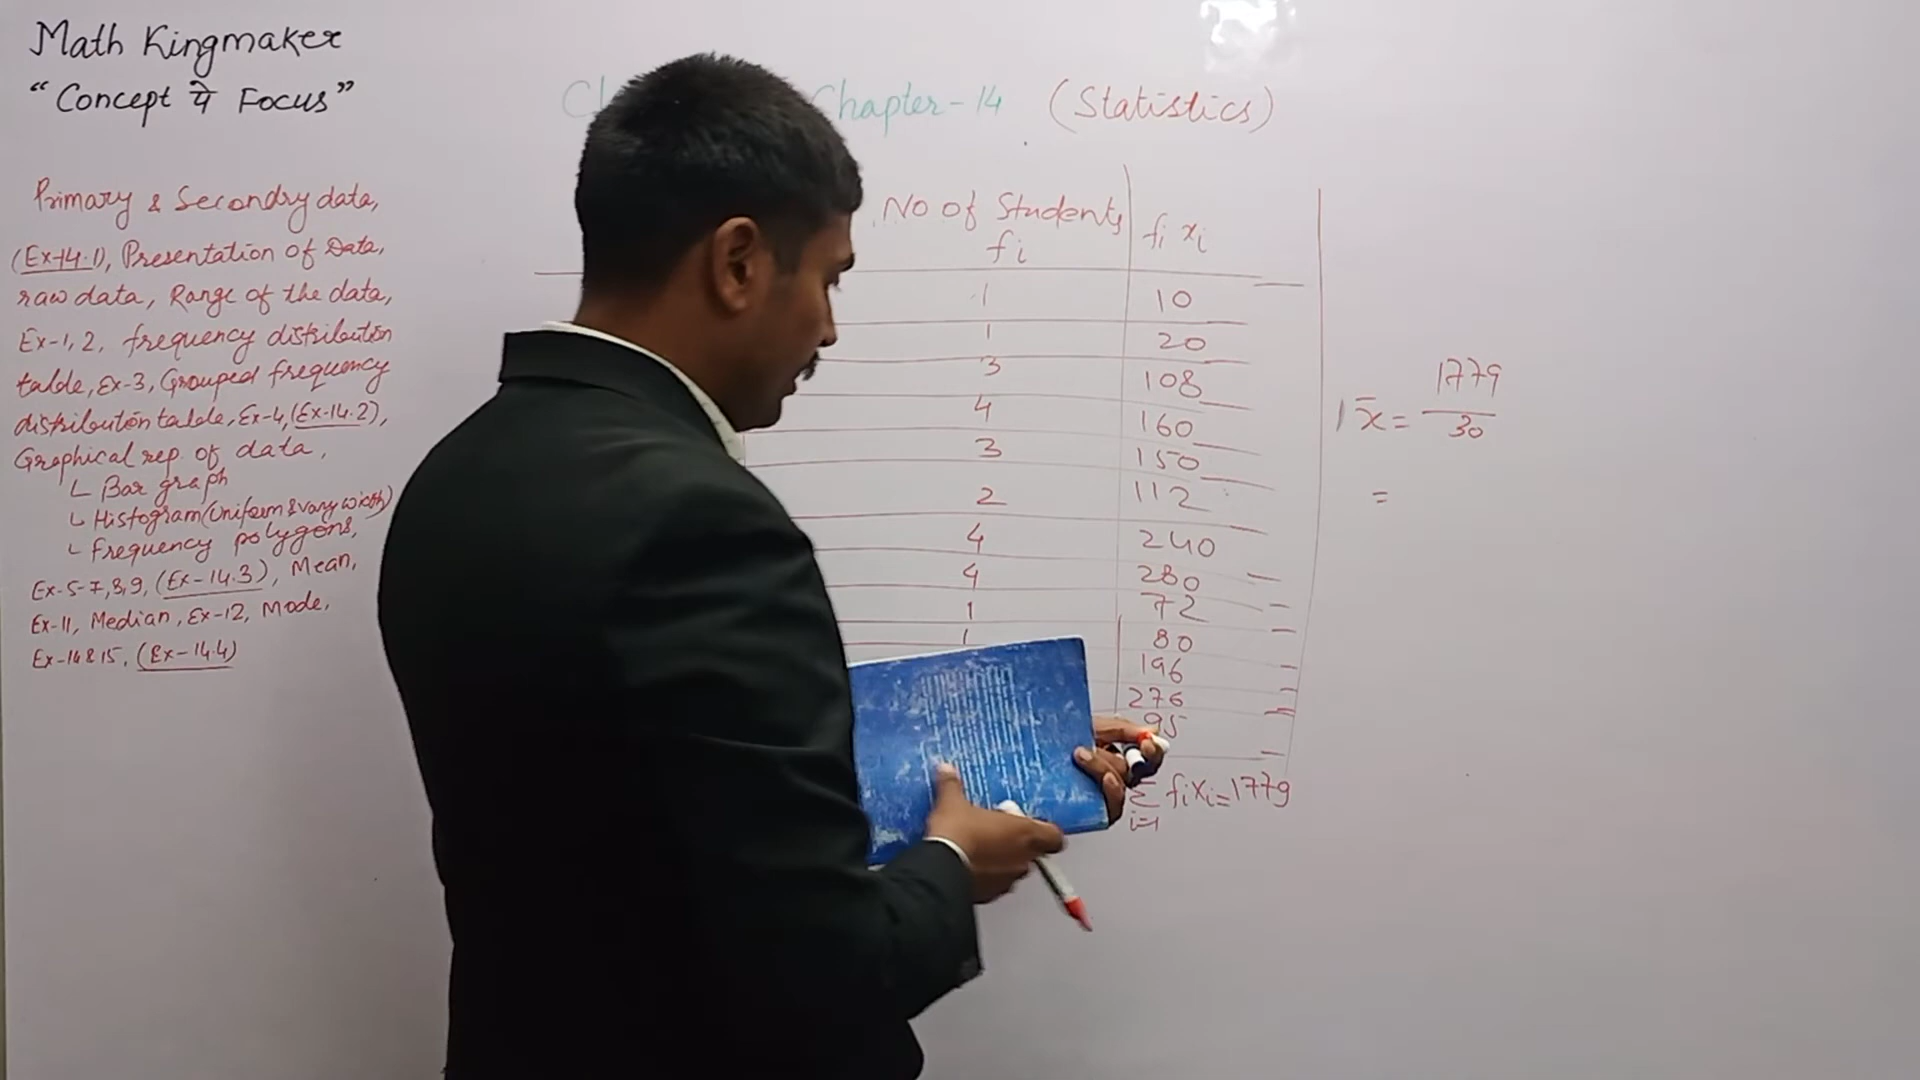 Math Kingmaker
"Concept पे Focus"
Chapter-14 (Statistics)
Primary & Secondry data,
(Ex-14.1), Presentation of Data,
raw data, Range of the data,
Ex-1, 2, frequency distribution
table, Ex-3, Grouped frequency
distribution table, Ex-4, (Ex-14.2),
Graphical rep. of data,
↳ Bar graph
↳ Histogram (Uniform & vary width)
↳ Frequency polygons,
Ex-5-7, 8, 9, (Ex-14.3), Mean,
Ex-11, Median, Ex-12, Mode,
Ex-14 & 15, (Ex-14.4)
No of Students fi | fi xi
1 10
1 20
3 108
4 160
3 150
2 112
4 240
4 280
1 72
1 80
196
276
95
Σ fixi=1779
i=1
x̄ = 1779
30
=